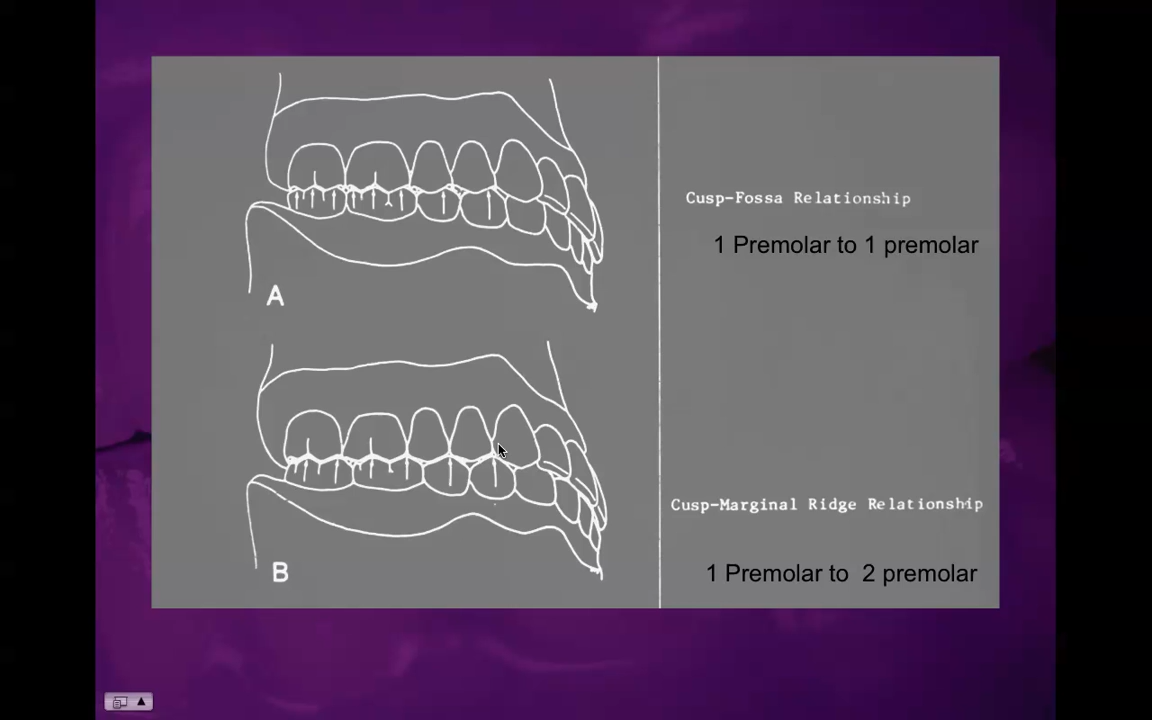 Cusp-Fossa Relationship
1 Premolar to 1 premolar
A
Cusp-Marginal Ridge Relationship
1 Premolar to  2 premolar
B